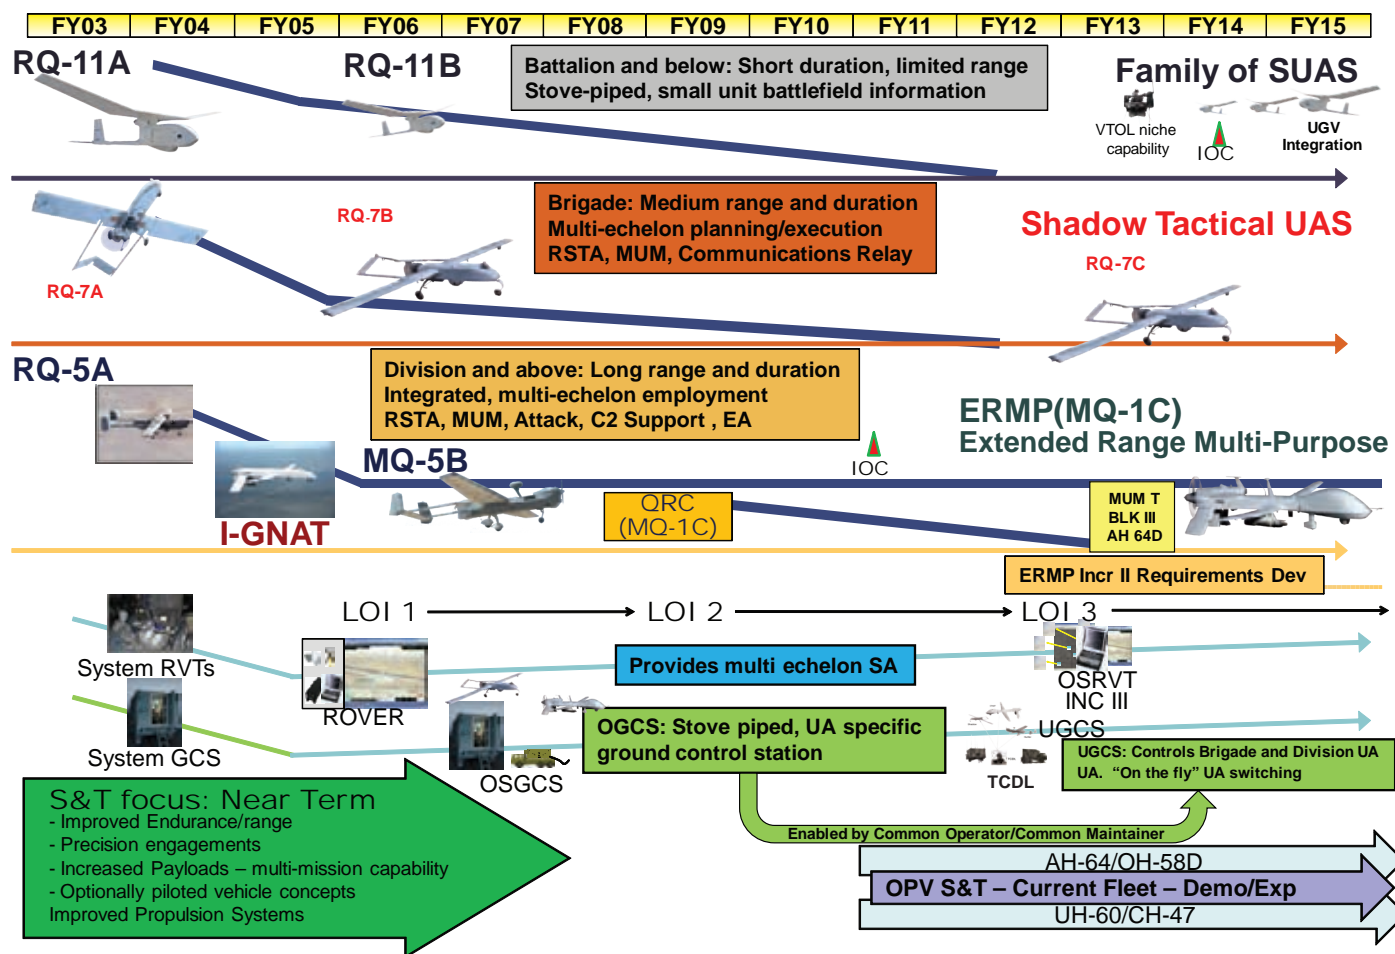 FY03 FY04 FY05 FY06 FY07 FY08 FY09 FY10 FY11 FY12 FY13 FY14 FY15
RQ-11A
RQ-11B
Battalion and below: Short duration, limited range
Stove-piped, small unit battlefield information
Family of SUAS
VTOL niche
capability
IOC
UGV
Integration
RQ-7A
RQ-7B
Brigade: Medium range and duration
Multi-echelon planning/execution
RSTA, MUM, Communications Relay
Shadow Tactical UAS
RQ-7C
RQ-5A
I-GNAT
Division and above: Long range and duration
Integrated, multi-echelon employment
RSTA, MUM, Attack, C2 Support , EA
MQ-5B
IOC
ERMP(MQ-1C)
Extended Range Multi-Purpose
QRC
(MQ-1C)
MUM T
BLK III
AH 64D
ERMP Incr II Requirements Dev
LOI 1
LOI 2
LOI 3
System RVTs
ROVER
Provides multi echelon SA
OSRVT
INC III
System GCS
OSGCS
OGCS: Stove piped, UA specific
ground control station
UGCS
TCDL
UGCS: Controls Brigade and Division UA
UA. “On the fly” UA switching
Enabled by Common Operator/Common Maintainer
S&T focus: Near Term
- Improved Endurance/range
- Precision engagements
- Increased Payloads – multi-mission capability
- Optionally piloted vehicle concepts
Improved Propulsion Systems
AH-64/OH-58D
OPV S&T – Current Fleet – Demo/Exp
UH-60/CH-47